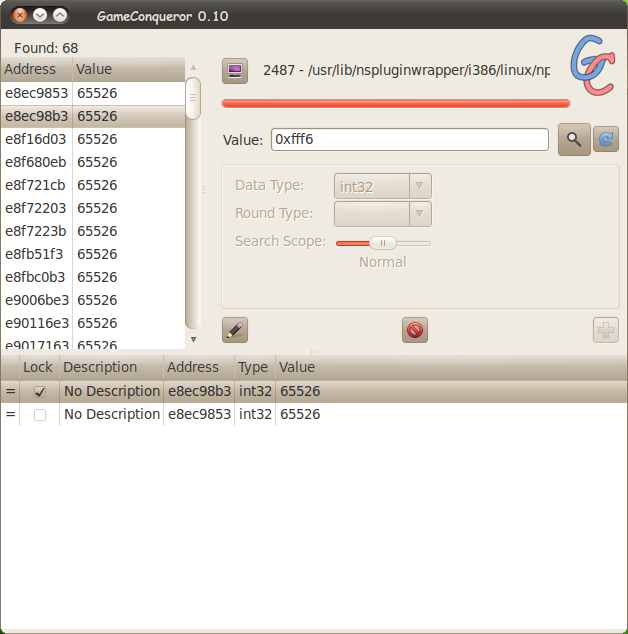 GameConqueror 0.10
Found: 68
Address Value
e8ec9853 65526
e8ec98b3 65526
e8f16d03 65526
e8f680eb 65526
e8f721cb 65526
e8f72203 65526
e8f7223b 65526
e8fb51f3 65526
e8fbc0b3 65526
e9006be3 65526
e90116e3 65526
e9017163 65526
2487 - /usr/lib/nspluginwrapper/i386/linux/np
Value: 0xfff6
Data Type: int32
Round Type:
Search Scope:
Normal
Lock Description Address Type Value
= No Description e8ec98b3 int32 65526
= No Description e8ec9853 int32 65526